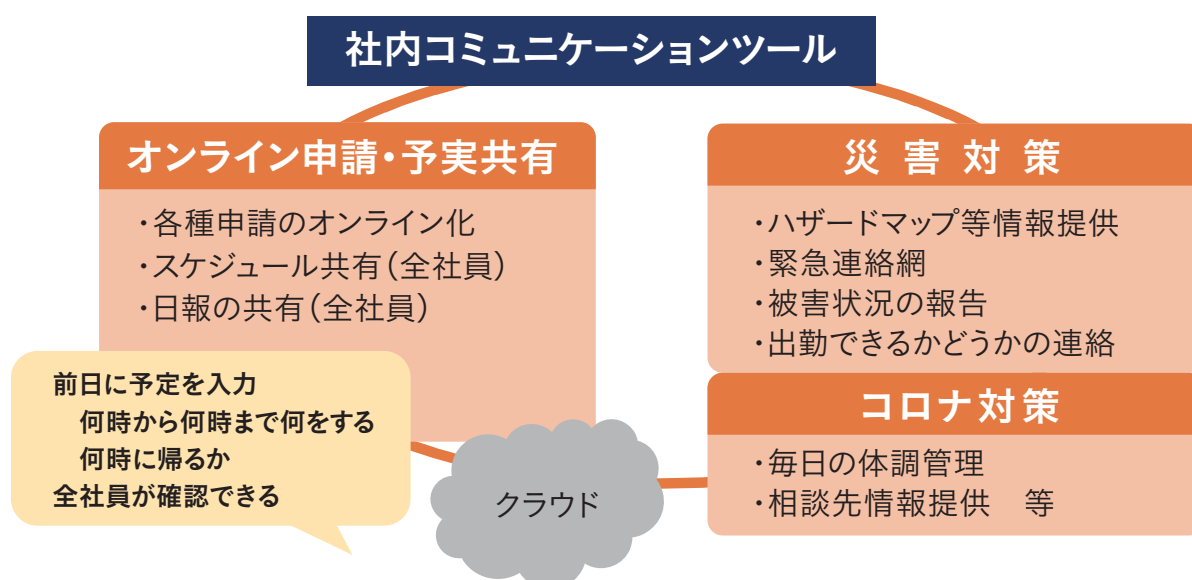 社内コミュニケーションツール
オンライン申請・予実共有
・各種申請のオンライン化
・スケジュール共有(全社員)
・日報の共有(全社員)
前日に予定を入力
何時から何時まで何をする
何時に帰るか
全社員が確認できる
クラウド
災害対策
・ハザードマップ等情報提供
・緊急連絡網
・被害状況の報告
・出勤できるかどうかの連絡
コロナ対策
・毎日の体調管理
・相談先情報提供　等